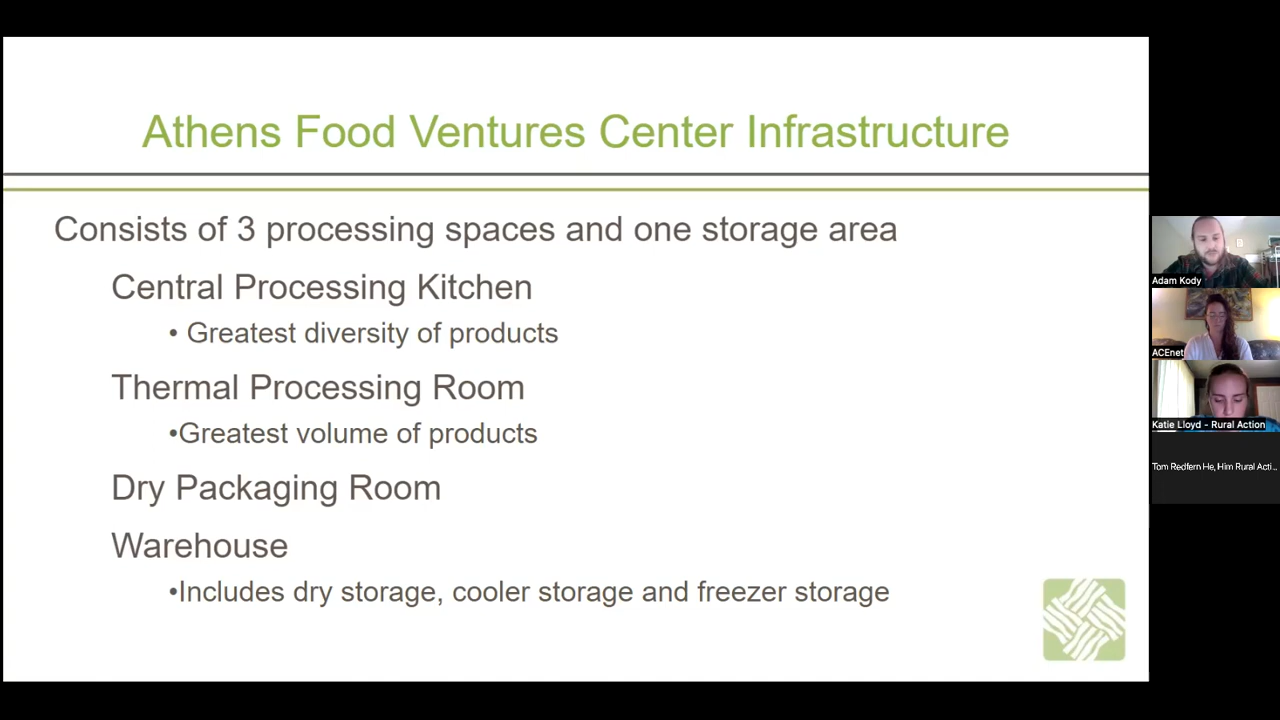 Athens Food Ventures Center Infrastructure
Consists of 3 processing spaces and one storage area
Central Processing Kitchen
• Greatest diversity of products
Thermal Processing Room
•Greatest volume of products
Dry Packaging Room
Warehouse
•Includes dry storage, cooler storage and freezer storage
Adam Kody
ACEnet
Katie Lloyd - Rural Action
Tom Redfern He, Him Rural Acti...